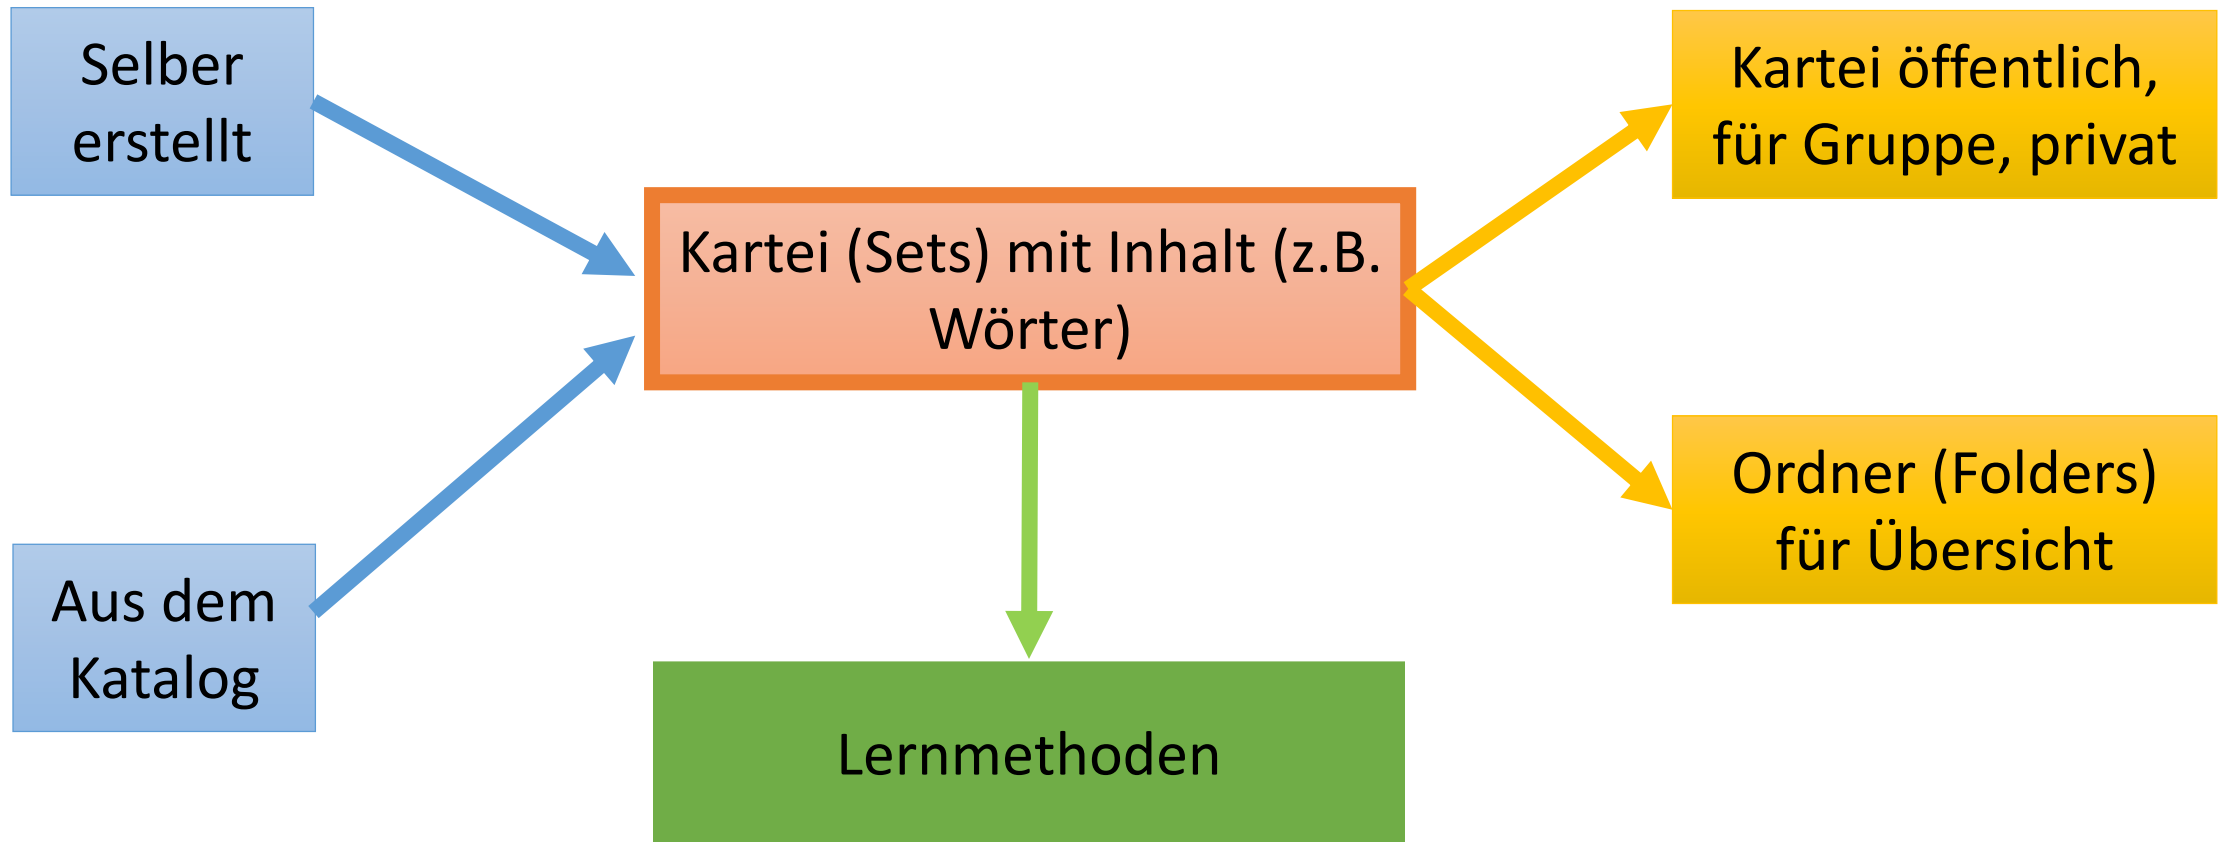 Selber
erstellt
Kartei öffentlich,
für Gruppe, privat
Kartei (Sets) mit Inhalt (z.B.
Wörter)
Aus dem
Katalog
Ordner (Folders)
für Übersicht
Lernmethoden